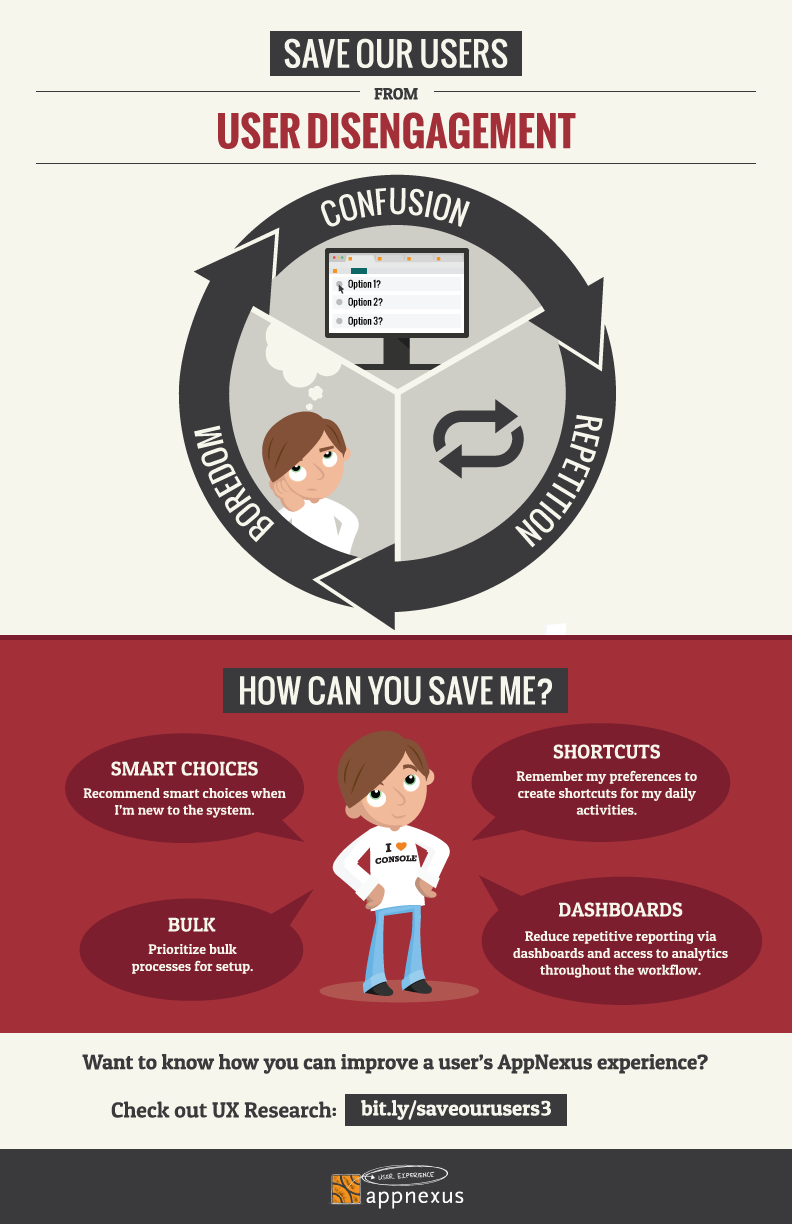 SAVE OUR USERS
FROM
USER DISENGAGEMENT
CONFUSION
Option 1?
Option 2?
Option 3?
BOREDOM
REPETITION
HOW CAN YOU SAVE ME?
SMART CHOICES
Recommend smart choices when
I'm new to the system.
SHORTCUTS
Remember my preferences to
create shortcuts for my daily
activities.
I
CONSOLE
BULK
Prioritize bulk
processes for setup.
DASHBOARDS
Reduce repetitive reporting via
dashboards and access to analytics
throughout the workflow.
Want to know how you can improve a user's AppNexus experience?
Check out UX Research: bit.ly/saveourusers3
USER EXPERIENCE
appnexus